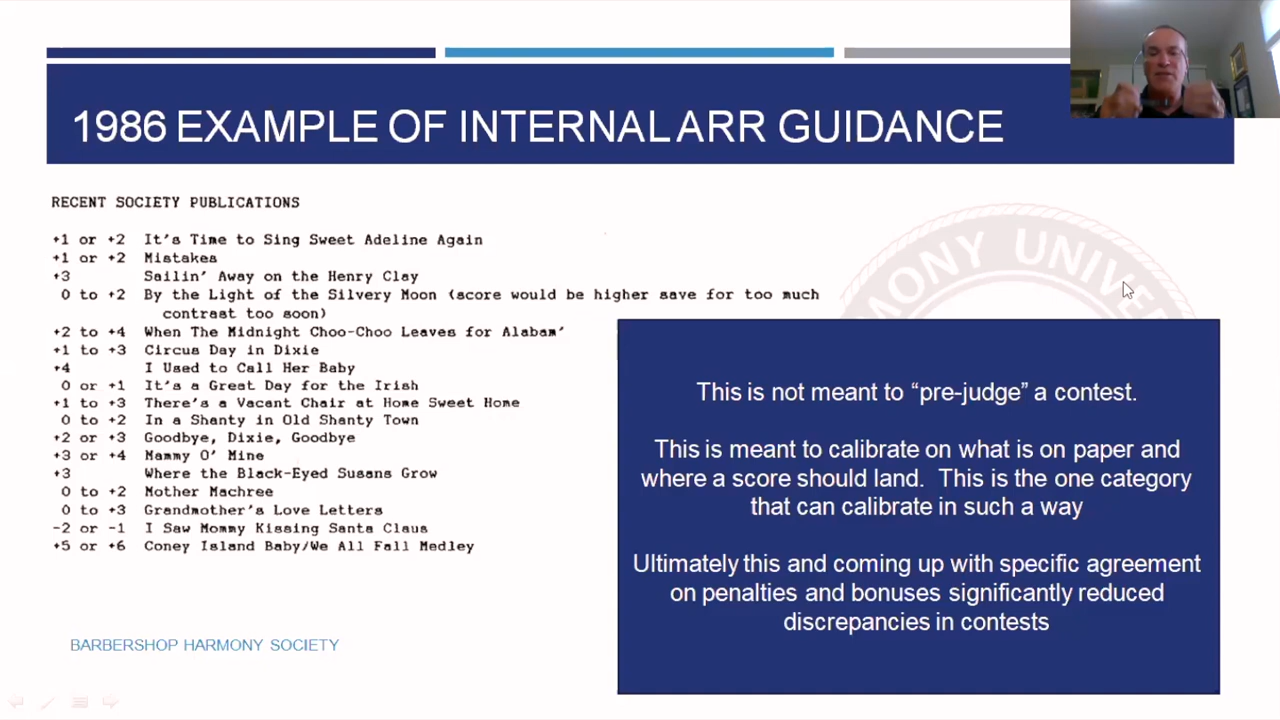 1986 EXAMPLE OF INTERNAL ARR GUIDANCE
RECENT SOCIETY PUBLICATIONS
+1 or +2 It's Time to Sing Sweet Adeline Again
+1 or +2 Mistakes
+3 Sailin' Away on the Henry Clay
0 to +2 By the Light of the Silvery Moon (score would be higher save for too much
contrast too soon)
+2 to +4 When The Midnight Choo-Choo Leaves for Alabam'
+1 to +3 Circus Day in Dixie
+4 I Used to Call Her Baby
0 or +1 It's a Great Day for the Irish
+1 to +3 There's a Vacant Chair at Home Sweet Home
0 to +2 In a Shanty in Old Shanty Town
+2 or +3 Goodbye, Dixie, Goodbye
+3 or +4 Mammy O' Mine
+3 Where the Black-Eyed Susans Grow
0 to +2 Mother Machree
0 to +3 Grandmother's Love Letters
-2 or -1 I Saw Mommy Kissing Santa Claus
+5 or +6 Coney Island Baby/We All Fall Medley
This is not meant to “pre-judge” a contest.
This is meant to calibrate on what is on paper and
where a score should land. This is the one category
that can calibrate in such a way
Ultimately this and coming up with specific agreement
on penalties and bonuses significantly reduced
discrepancies in contests
BARBERSHOP HARMONY SOCIETY